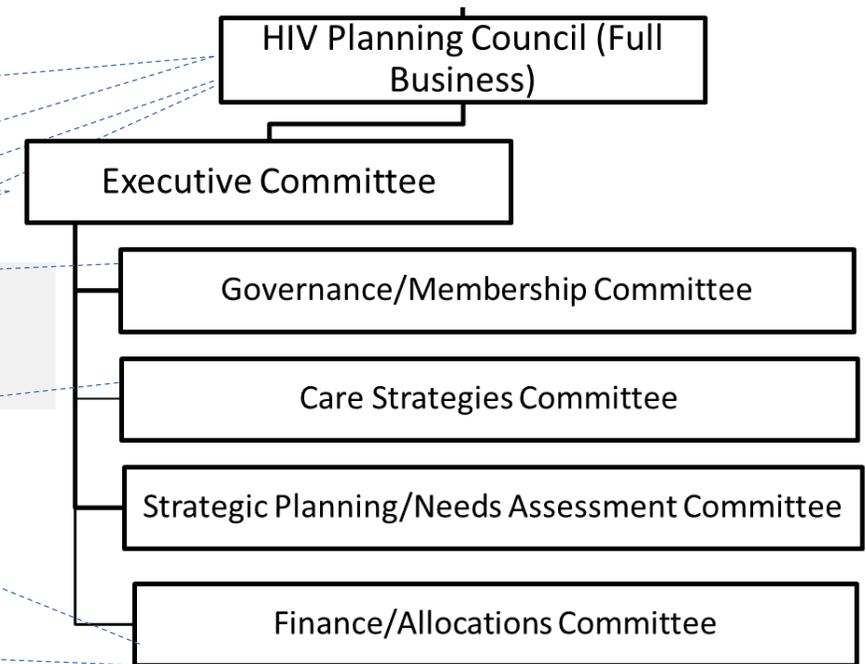 HIV Planning Council (Full
Business)
Executive Committee
Governance/Membership Committee
Care Strategies Committee
Strategic Planning/Needs Assessment Committee
Finance/Allocations Committee